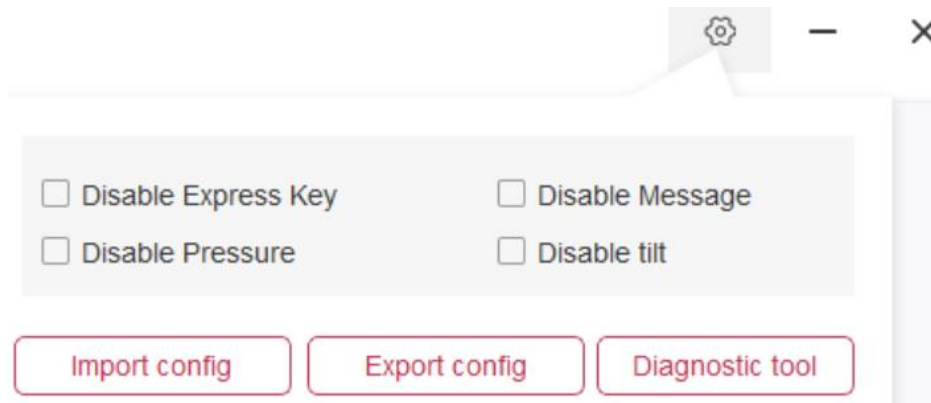 Disable Express Key Disable Message
Disable Pressure Disable tilt
Import config Export config Diagnostic tool